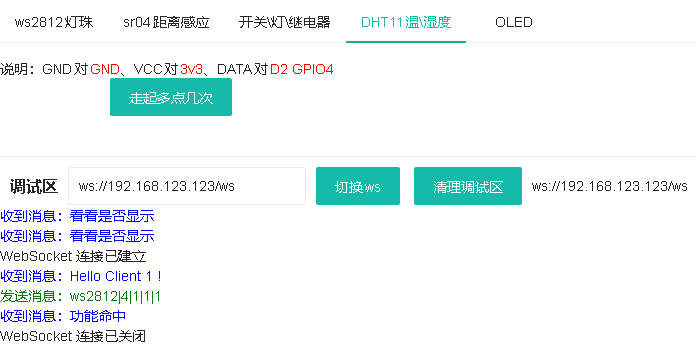 ws2812灯珠 sr04距离感应 开关\灯\继电器 DHT11温\湿度 OLED
说明：GND对GND、VCC对3v3、DATA对D2 GPIO4
走起多点几次
调试区 ws://192.168.123.123/ws 切换ws 清理调试区 ws://192.168.123.123/ws
收到消息：看看是否显示
收到消息：看看是否显示
WebSocket 连接已建立
收到消息：Hello Client 1 !
发送消息：ws2812|4|1|1|1
收到消息：功能命中
WebSocket 连接已关闭